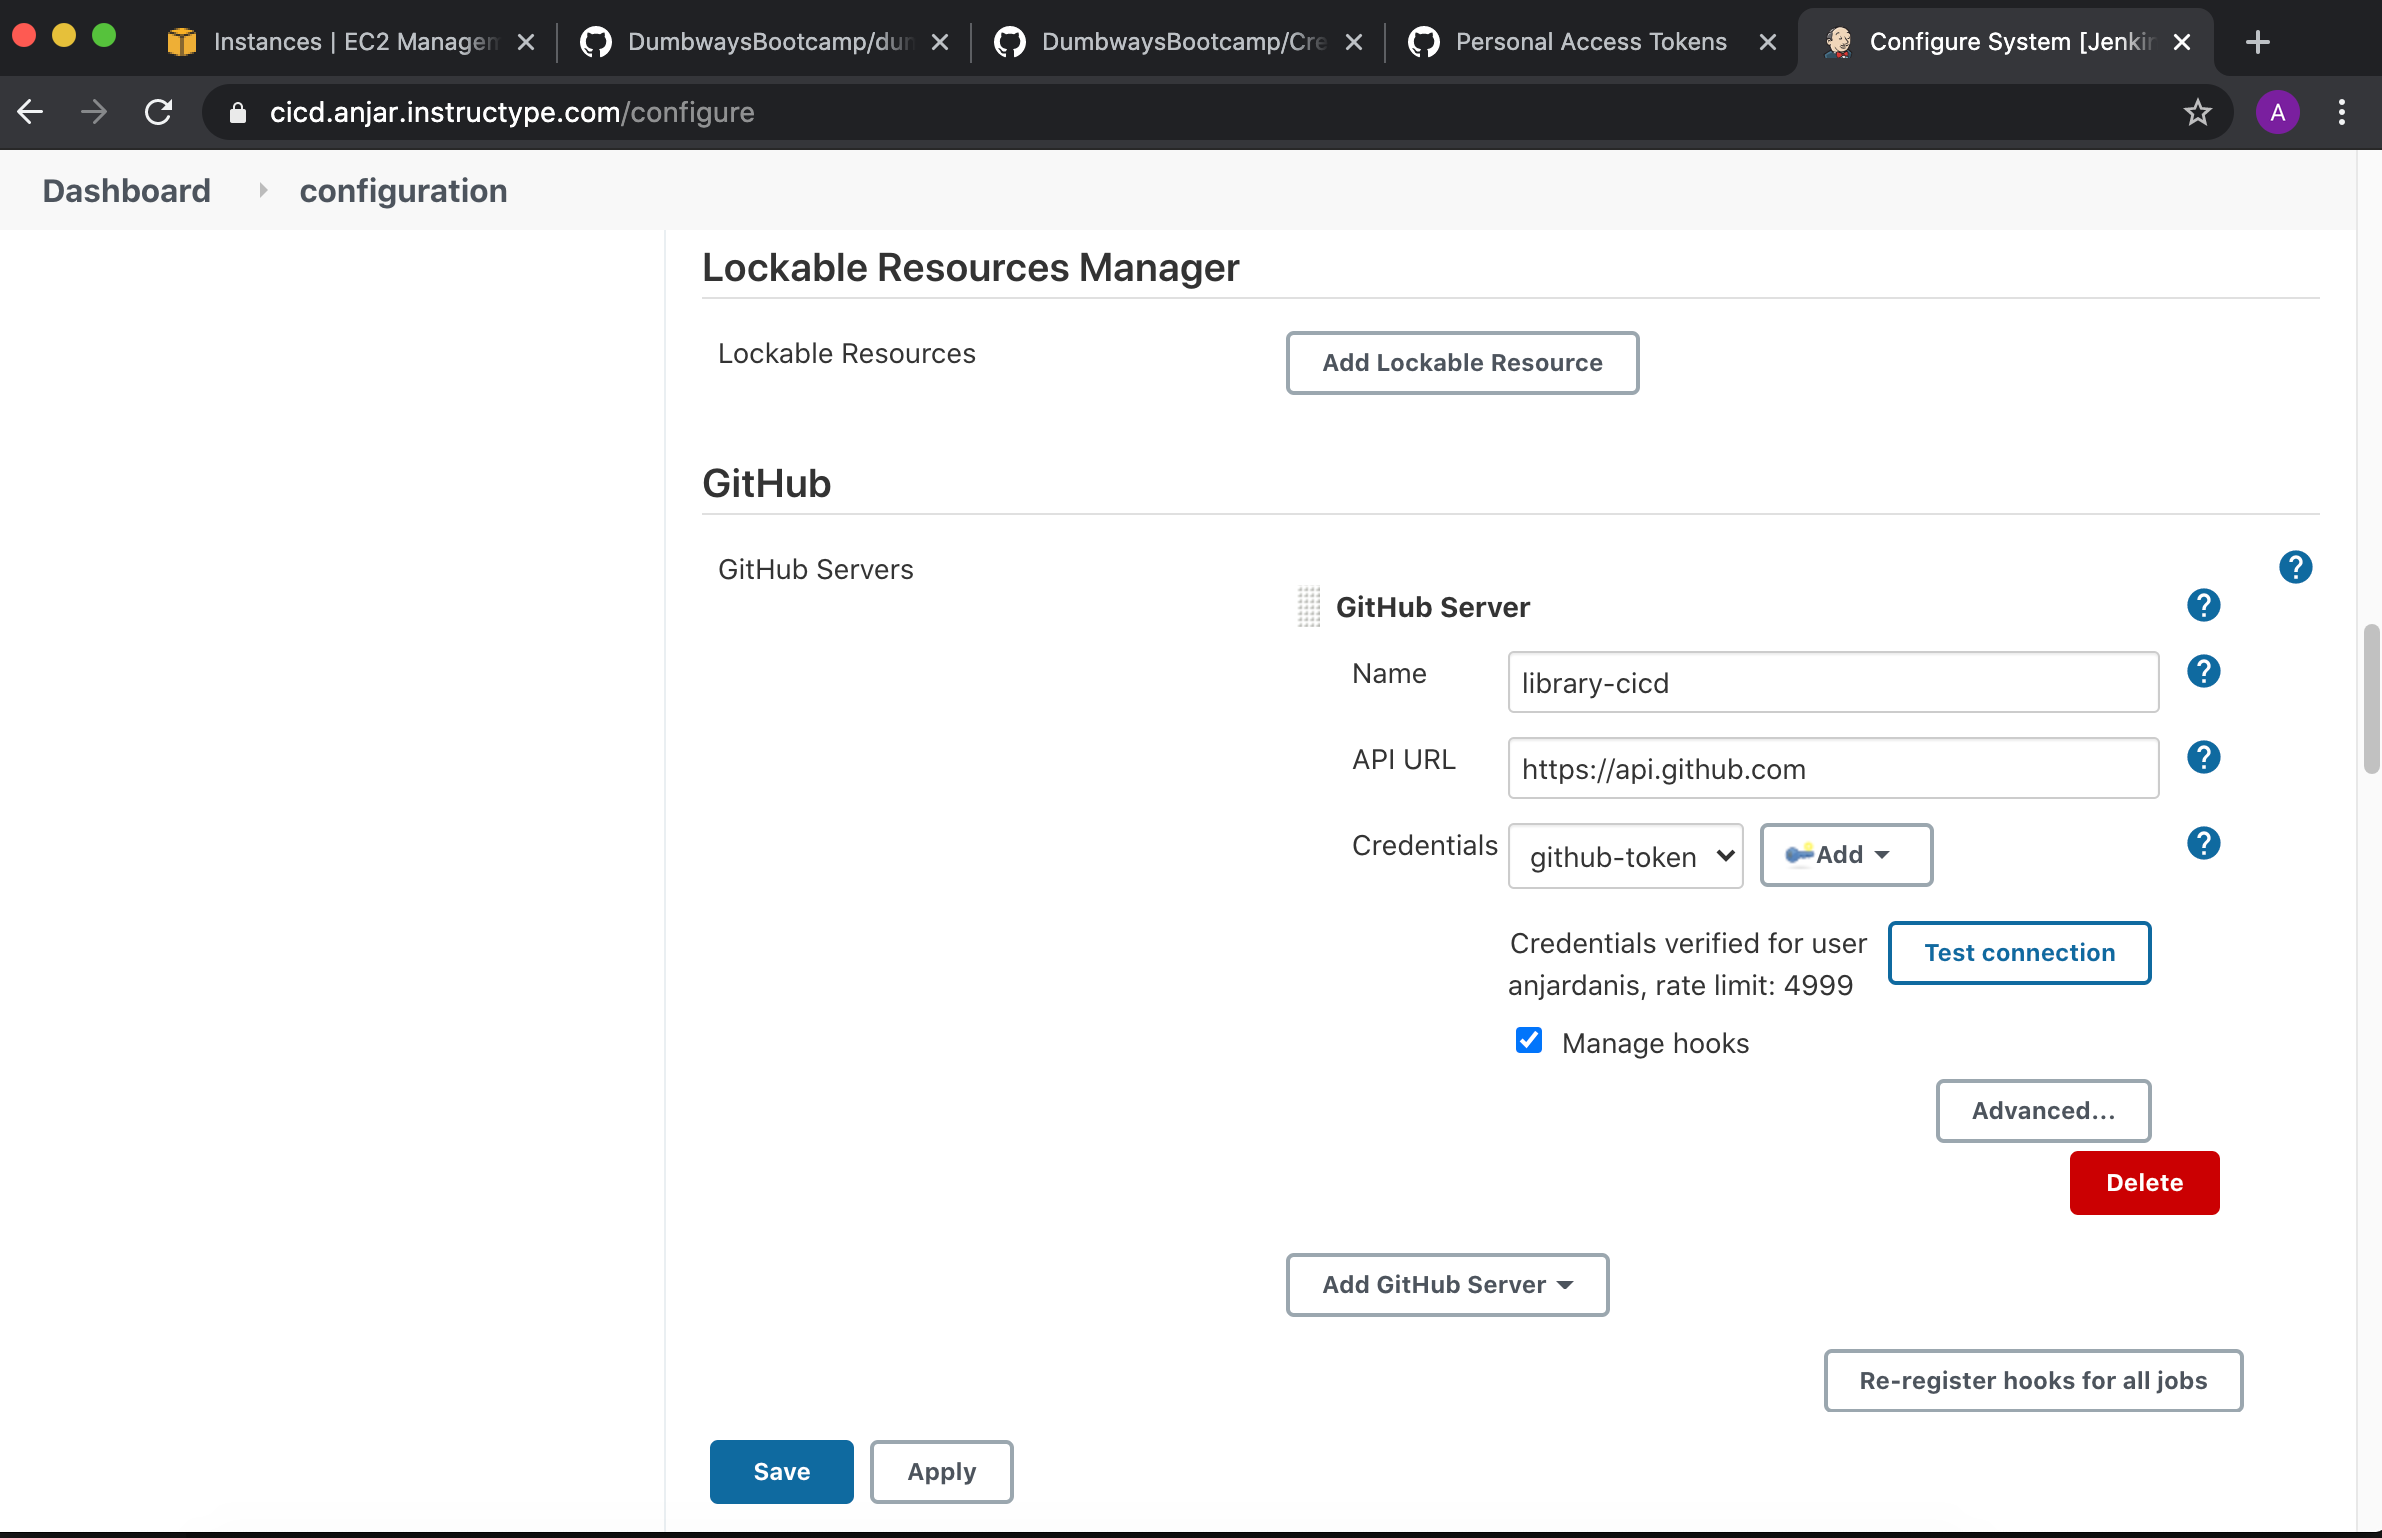 Instances | EC2 Managem
DumbwaysBootcamp/dum
DumbwaysBootcamp/Cre
Personal Access Tokens
Configure System [Jenkin
cicd.anjar.instructype.com/configure
A
Dashboard
configuration
Lockable Resources Manager
Lockable Resources
Add Lockable Resource
GitHub
GitHub Servers
?
GitHub Server
?
Name
library-cicd
?
API URL
https://api.github.com
?
Credentials
github-token
Add
?
Credentials verified for user
anjardanis, rate limit: 4999
Test connection
Manage hooks
Advanced...
Delete
Add GitHub Server
Re-register hooks for all jobs
Save
Apply